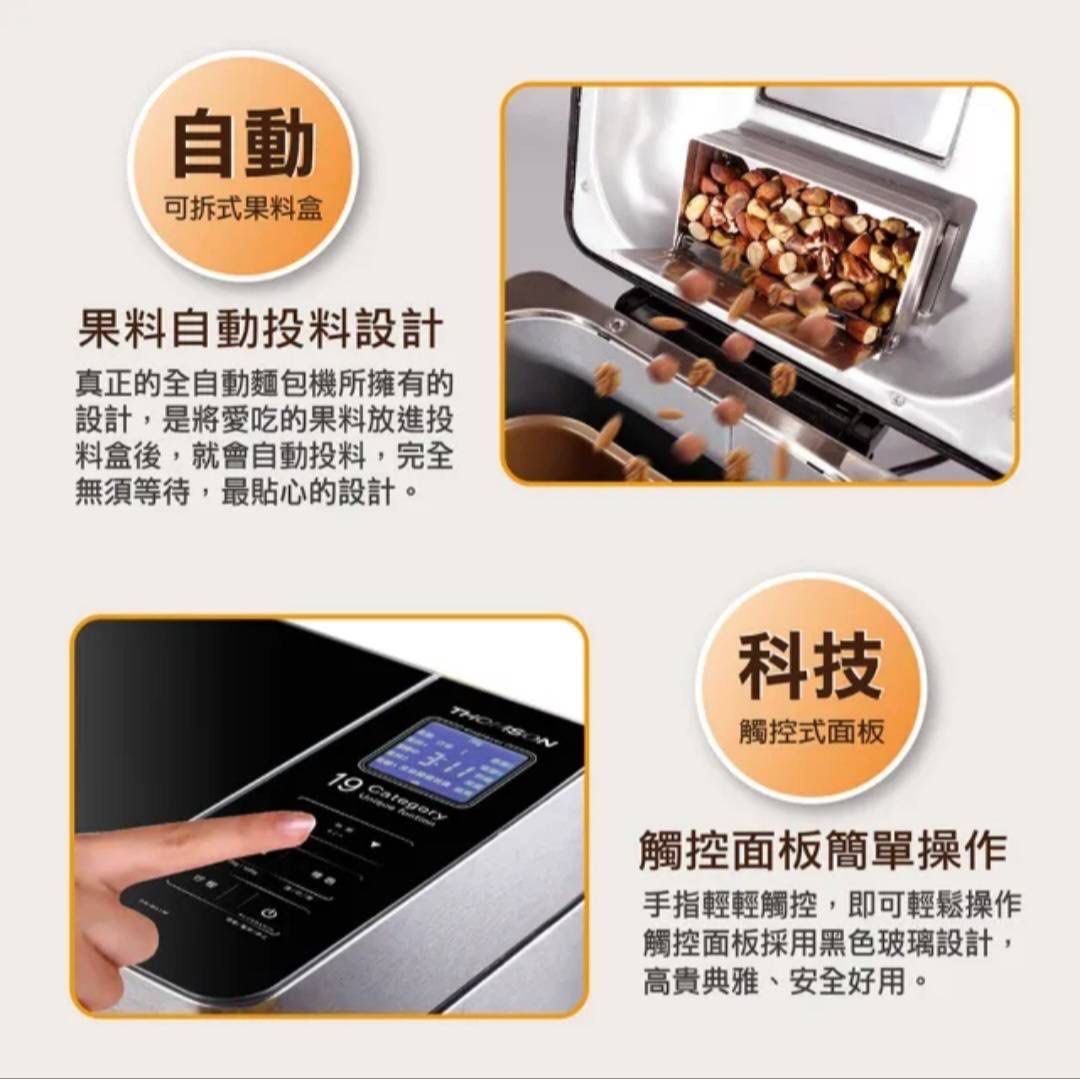 自動
可拆式果料盒
果料自動投料設計
真正的全自動麵包機所擁有的
設計，是將愛吃的果料放進投
料盒後，就會自動投料，完全
無須等待，最貼心的設計。
THOMSON
3:11
19 Category
科技
觸控式面板
觸控面板簡單操作
手指輕輕觸控，即可輕鬆操作
觸控面板採用黑色玻璃設計，
高貴典雅、安全好用。